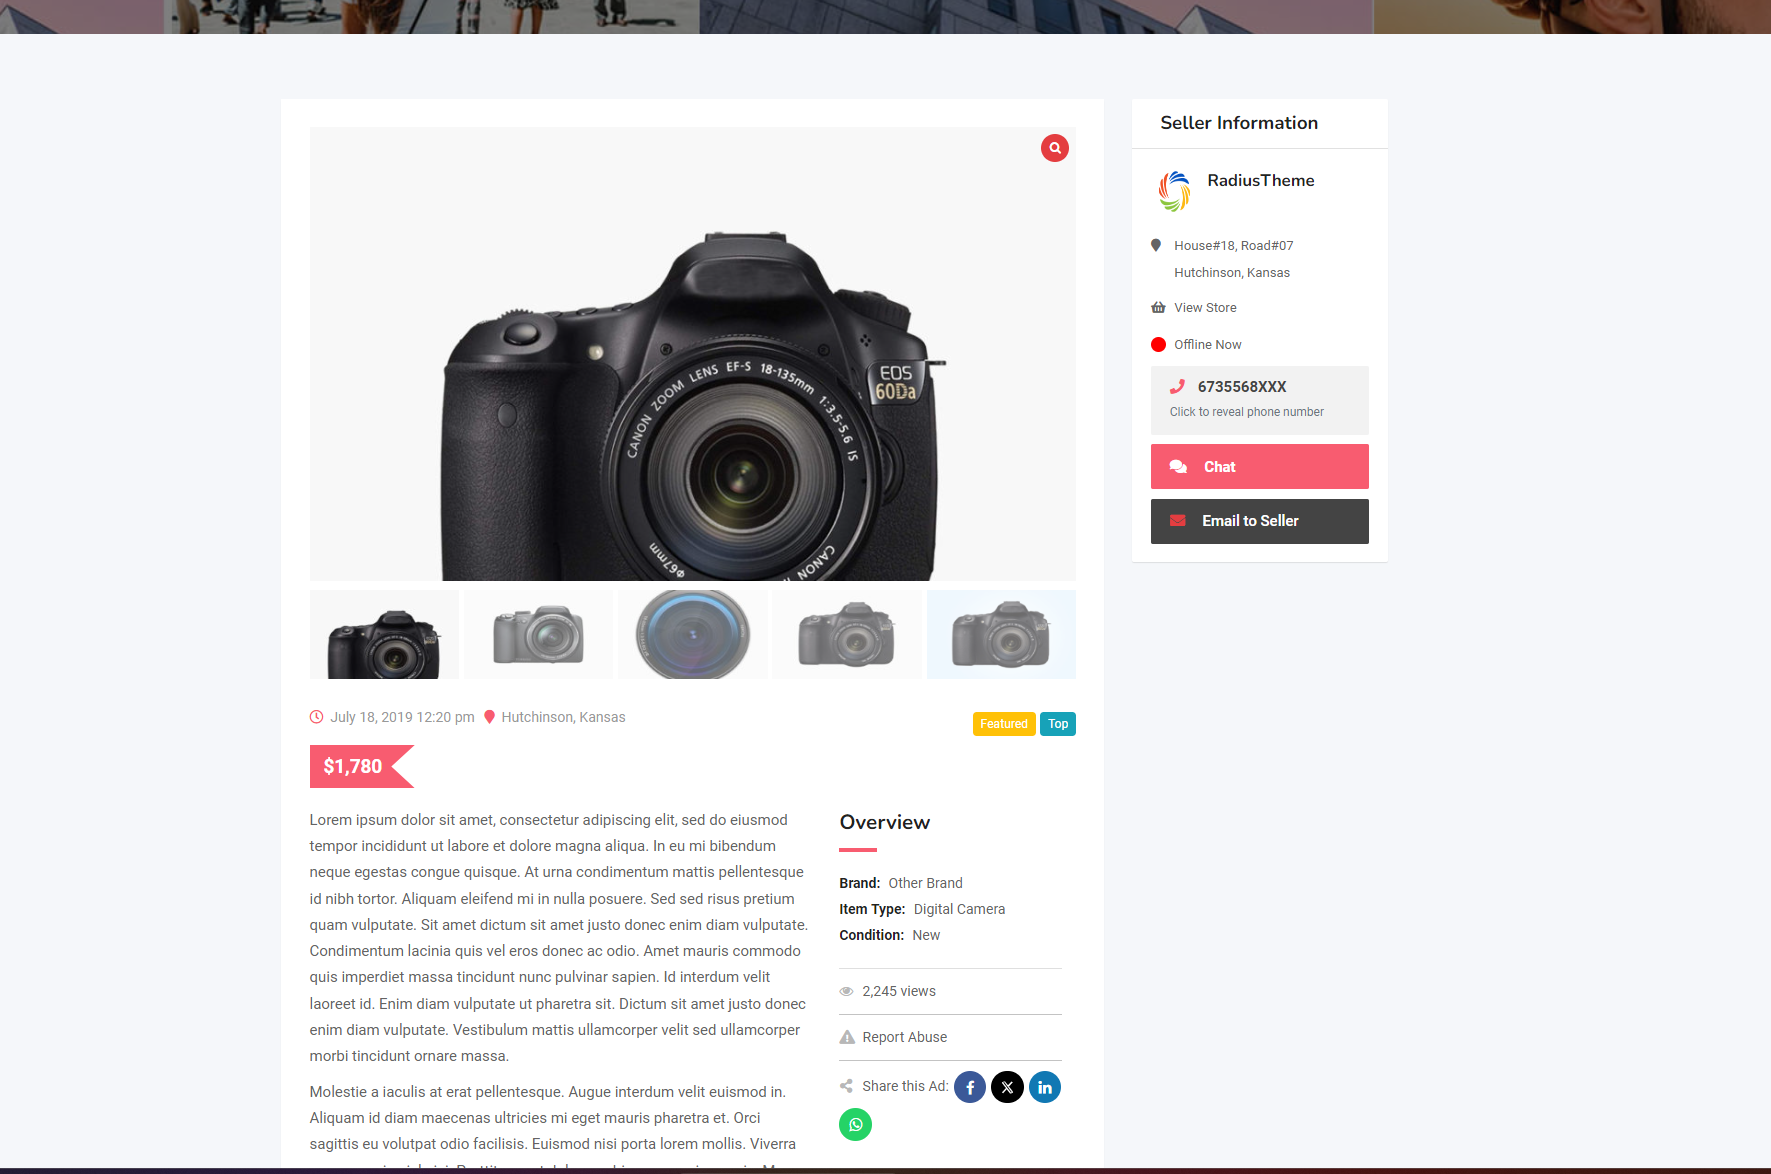 Seller Information
RadiusTheme
House#18, Road#07
Hutchinson, Kansas
View Store
Offline Now
6735568XXX
Click to reveal phone number
Chat
Email to Seller
EOS
60Da
CANON ZOOM LENS EF-S 18-135mm 1:3.5-5.6 IS
Φ67mm
CANON
July 18, 2019 12:20 pm
Hutchinson, Kansas
Featured
Top
$1,780
Lorem ipsum dolor sit amet, consectetur adipiscing elit, sed do eiusmod
tempor incididunt ut labore et dolore magna aliqua. In eu mi bibendum
neque egestas congue quisque. At urna condimentum mattis pellentesque
id nibh tortor. Aliquam eleifend mi in nulla posuere. Sed sed risus pretium
quam vulputate. Sit amet dictum sit amet justo donec enim diam vulputate.
Condimentum lacinia quis vel eros donec ac odio. Amet mauris commodo
quis imperdiet massa tincidunt nunc pulvinar sapien. Id interdum velit
laoreet id. Enim diam vulputate ut pharetra sit. Dictum sit amet justo donec
enim diam vulputate. Vestibulum mattis ullamcorper velit sed ullamcorper
morbi tincidunt ornare massa.
Molestie a iaculis at erat pellentesque. Augue interdum velit euismod in.
Aliquam id diam maecenas ultricies mi eget mauris pharetra et. Orci
sagittis eu volutpat odio facilisis. Euismod nisi porta lorem mollis. Viverra
Overview
Brand: Other Brand
Item Type: Digital Camera
Condition: New
2,245 views
Report Abuse
Share this Ad: